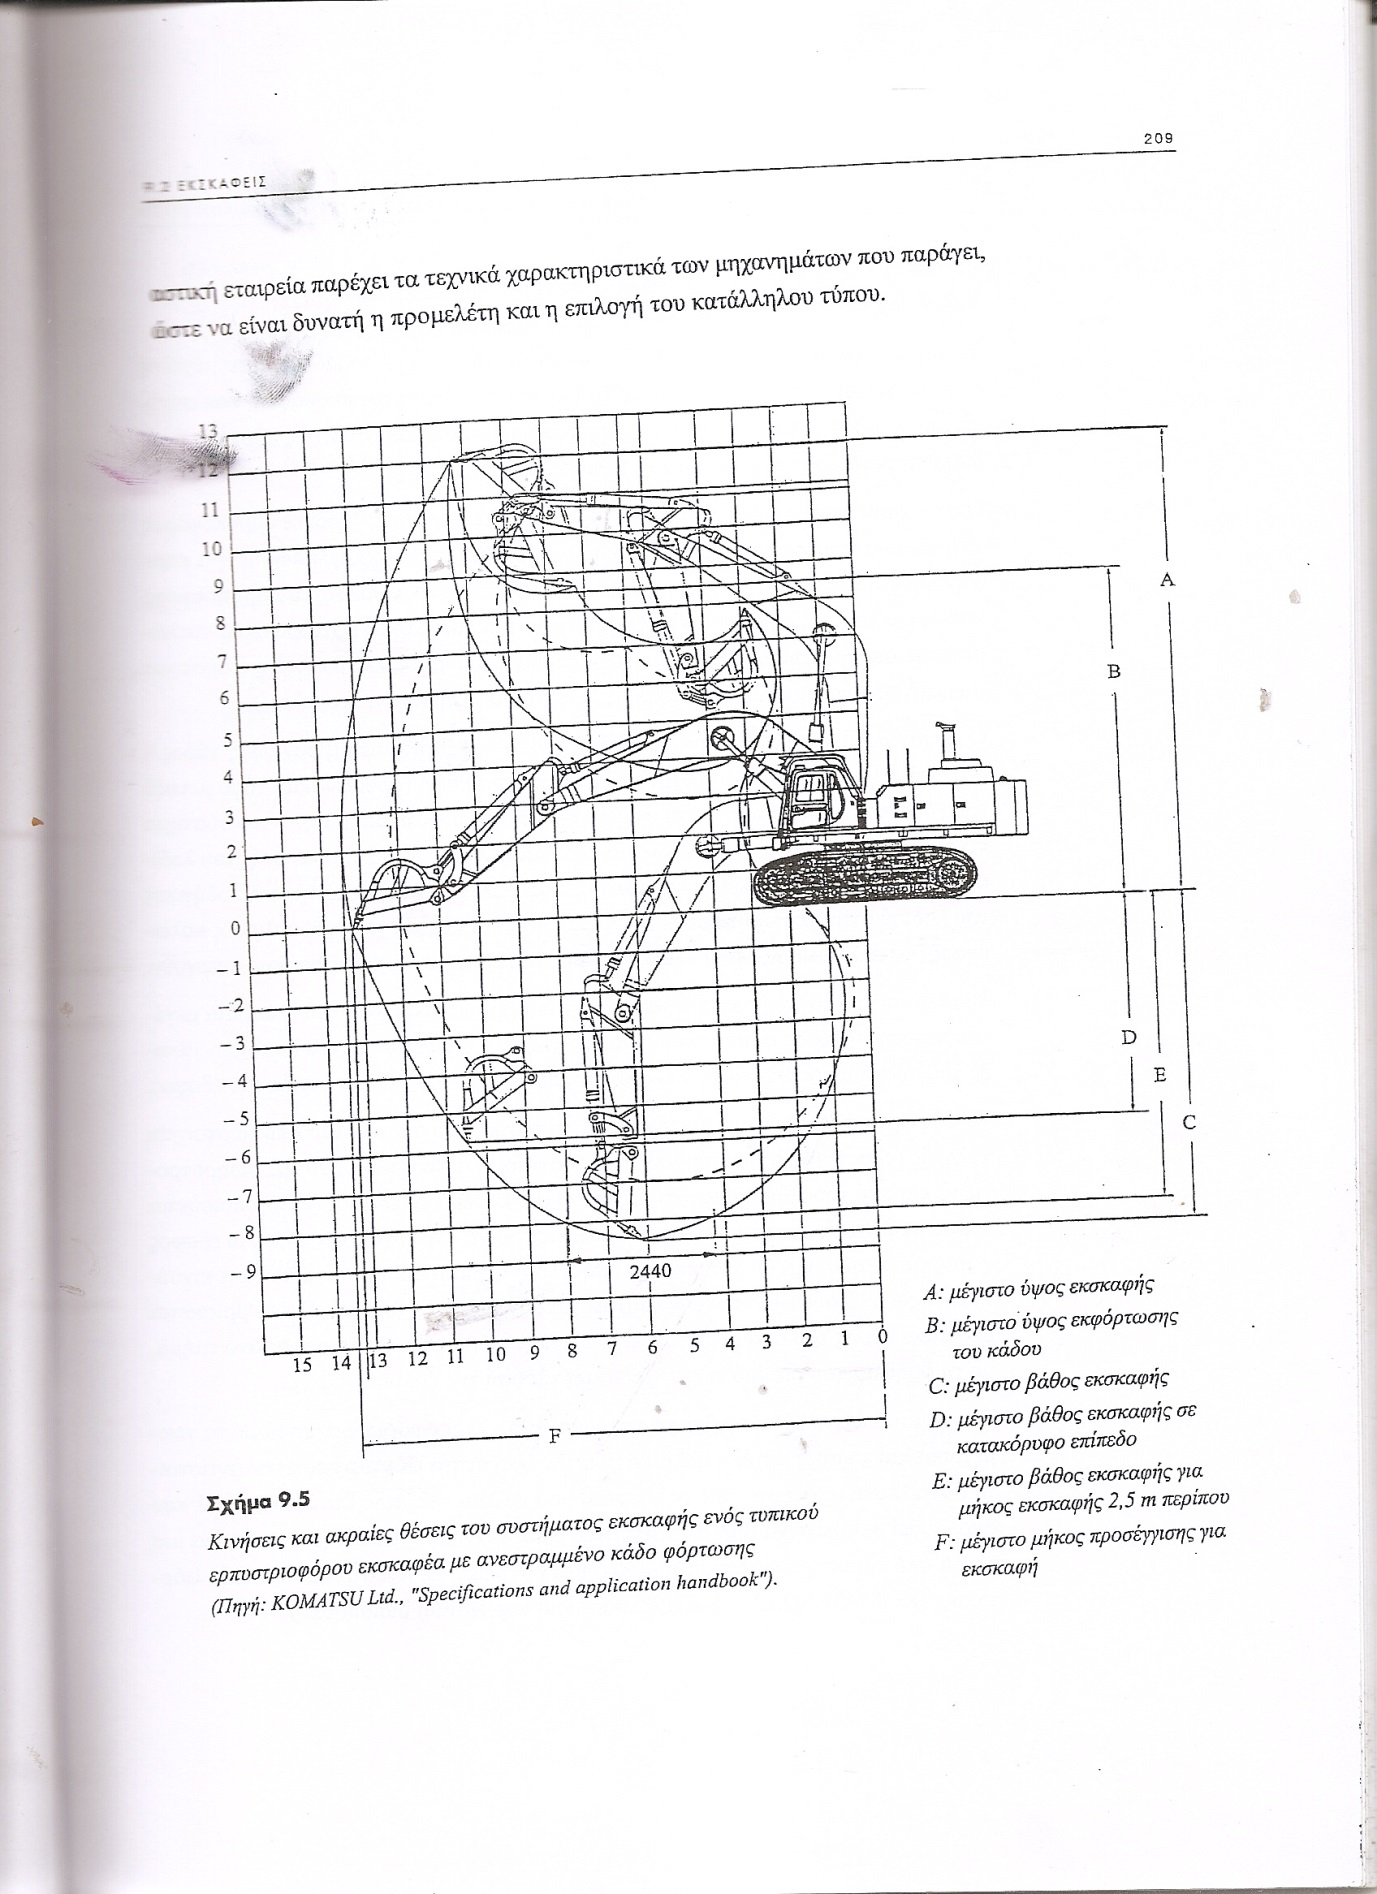 209
9.2 ΕΚΣΚΑΦΕΙΣ
εταιρεία παρέχει τα τεχνικά χαρακτηριστικά των μηχανημάτων που παράγει,
ώστε να είναι δυνατή η προμελέτη και η επιλογή του κατάλληλου τύπου.
13
12
11
10
9
8
7
6
5
4
3
2
1
0
−1
−2
−3
−4
−5
−6
−7
−8
−9
A
B
D
E
C
2440
15 14 13 12 11 10 9 8 7 6 5 4 3 2 1 0
F
A: μέγιστο ύψος εκσκαφής
B: μέγιστο ύψος εκφόρτωσης
του κάδου
C: μέγιστο βάθος εκσκαφής
D: μέγιστο βάθος εκσκαφής σε
κατακόρυφο επίπεδο
E: μέγιστο βάθος εκσκαφής για
μήκος εκσκαφής 2,5 m περίπου
F: μέγιστο μήκος προσέγγισης για
εκσκαφή
Σχήμα 9.5
Κινήσεις και ακραίες θέσεις του συστήματος εκσκαφής ενός τυπικού
ερπυστριοφόρου εκσκαφέα με ανεστραμμένο κάδο φόρτωσης
(Πηγή: KOMATSU Ltd., "Specifications and application handbook").